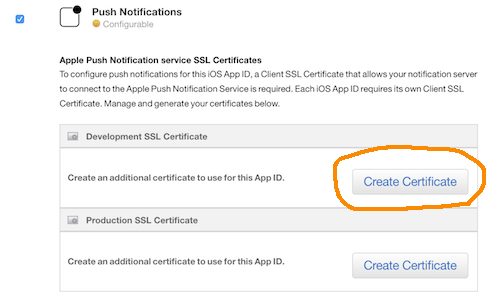 Push Notifications
Configurable
Apple Push Notification service SSL Certificates
To configure push notifications for this iOS App ID, a Client SSL Certificate that allows your notification server
to connect to the Apple Push Notification Service is required. Each iOS App ID requires its own Client SSL
Certificate. Manage and generate your certificates below.
Development SSL Certificate
Create an additional certificate to use for this App ID.
Create Certificate
Production SSL Certificate
Create an additional certificate to use for this App ID.
Create Certificate